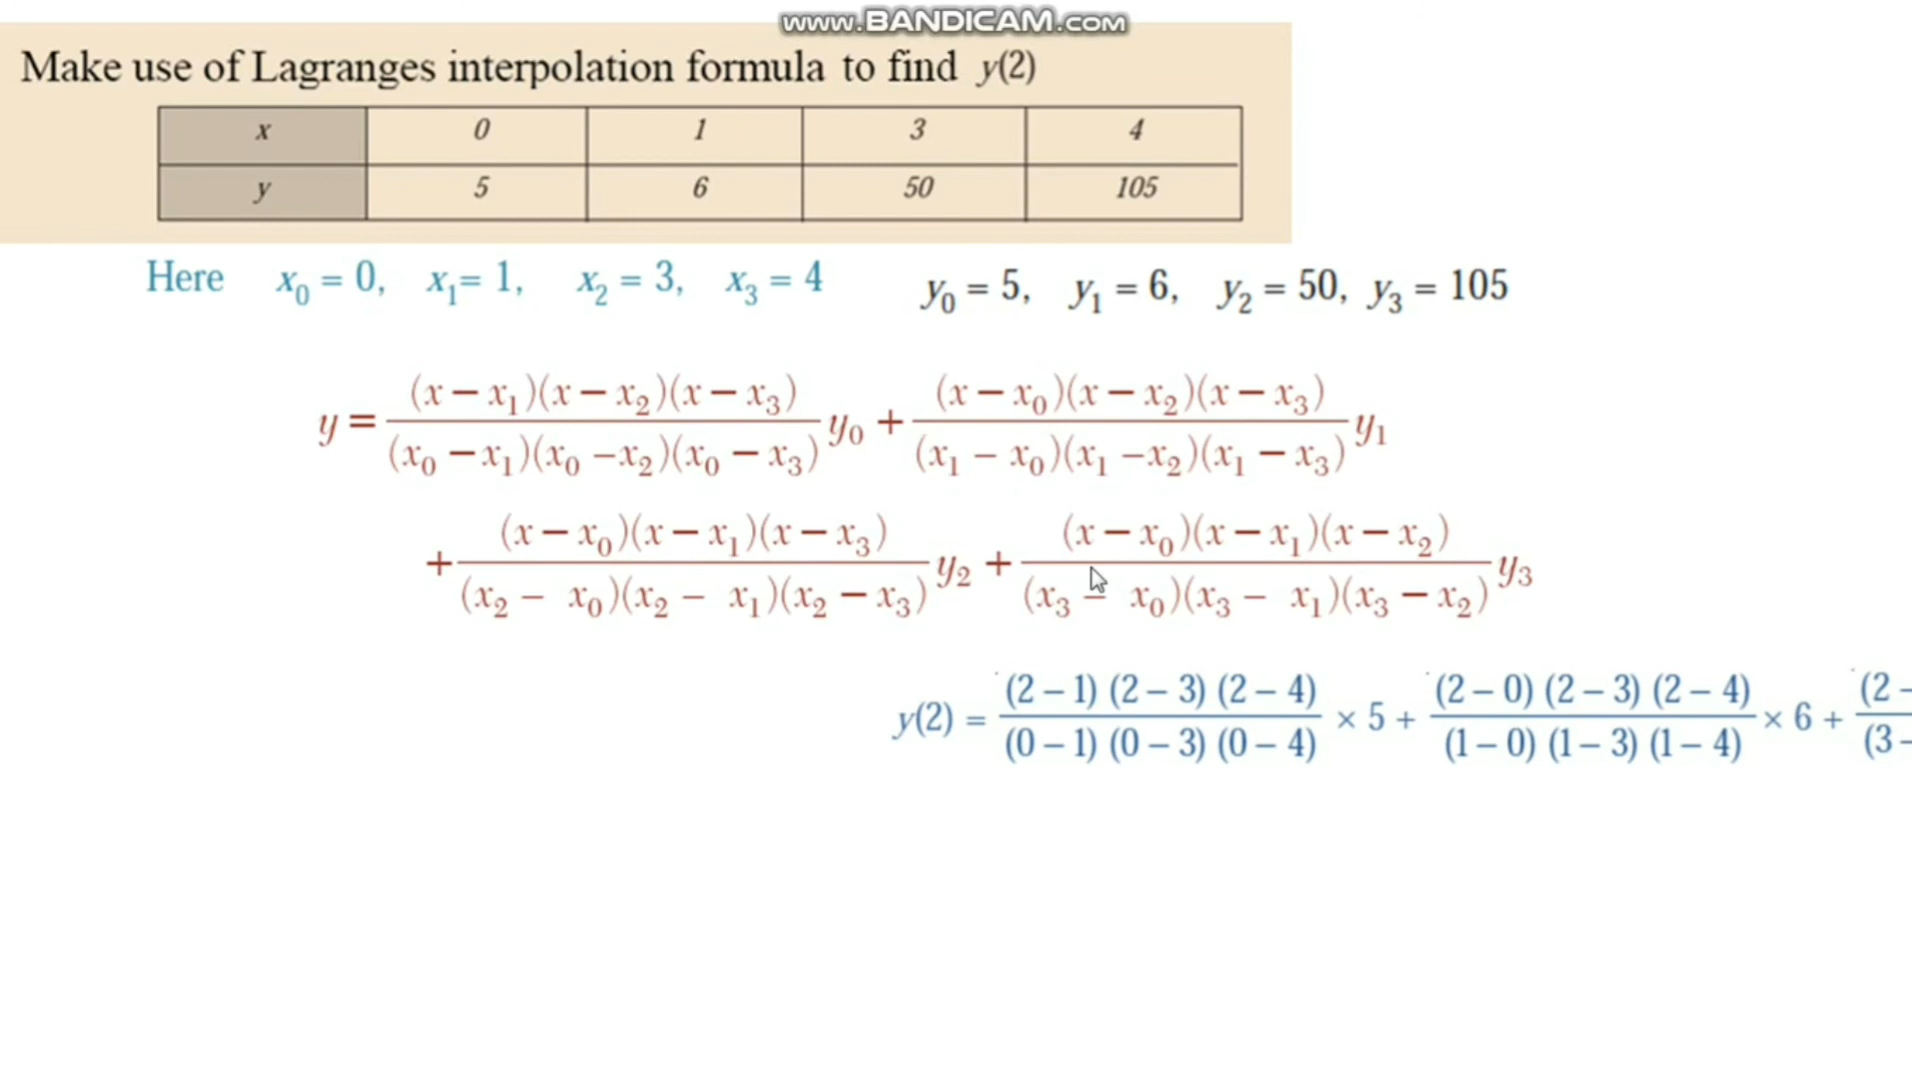 www.BANDICAM.com
Make use of Lagranges interpolation formula to find y(2)
x 0 1 3 4
y 5 6 50 105
Here x₀ = 0, x₁= 1, x₂ = 3, x₃ = 4 y₀ = 5, y₁ = 6, y₂ = 50, y₃ = 105
y = (x − x₁)(x − x₂)(x − x₃) / (x₀ − x₁)(x₀ − x₂)(x₀ − x₃) y₀ + (x − x₀)(x − x₂)(x − x₃) / (x₁ − x₀)(x₁ − x₂)(x₁ − x₃) y₁
+ (x − x₀)(x − x₁)(x − x₃) / (x₂ − x₀)(x₂ − x₁)(x₂ − x₃) y₂ + (x − x₀)(x − x₁)(x − x₂) / (x₃ − x₀)(x₃ − x₁)(x₃ − x₂) y₃
y(2) = (2 − 1) (2 − 3) (2 − 4) / (0 − 1) (0 − 3) (0 − 4) × 5 + (2 − 0) (2 − 3) (2 − 4) / (1 − 0) (1 − 3) (1 − 4) × 6 + (2 − / (3 −